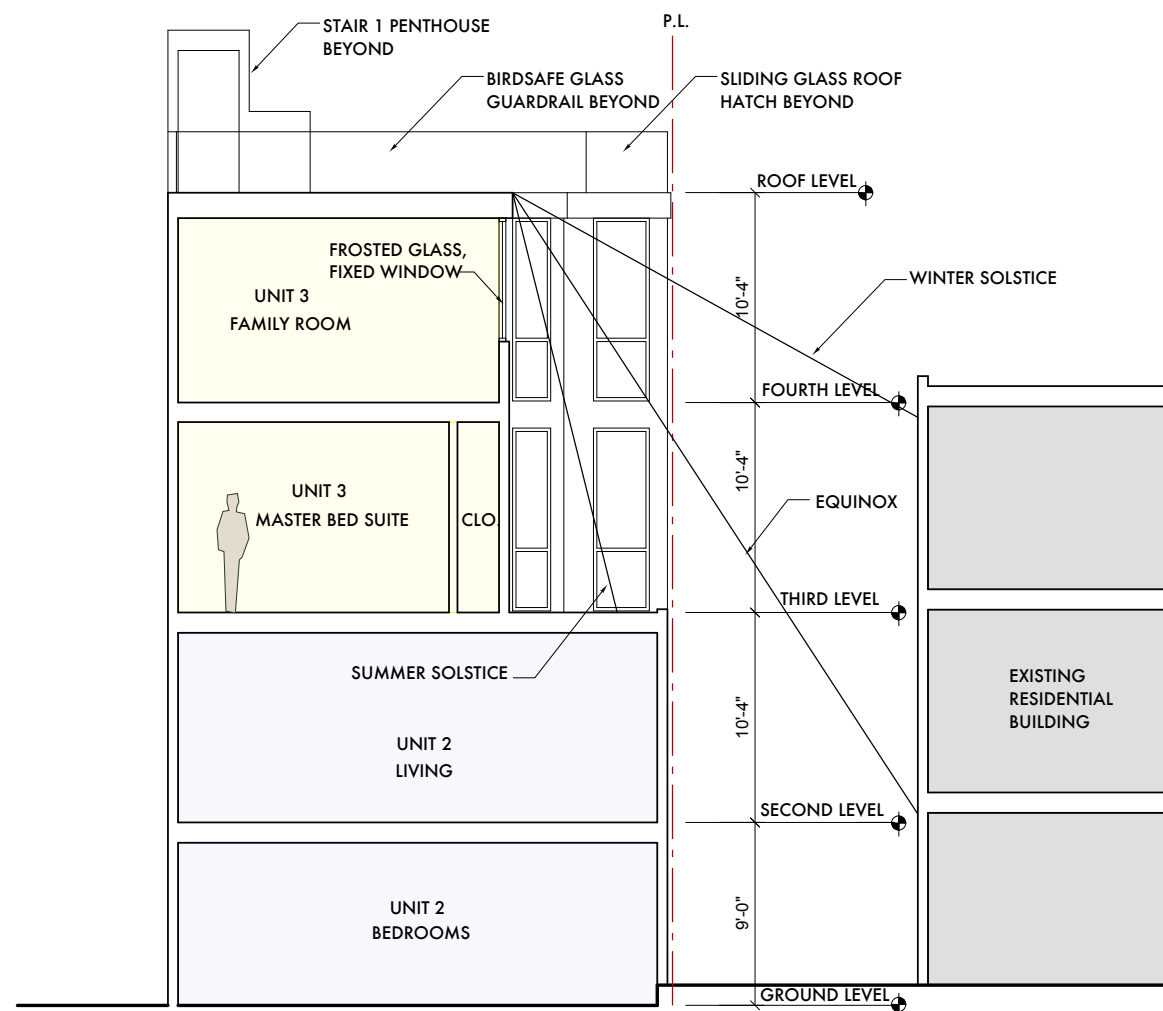 P.L.
STAIR 1 PENTHOUSE
BEYOND
BIRDSAFE GLASS
GUARDRAIL BEYOND
SLIDING GLASS ROOF
HATCH BEYOND
ROOF LEVEL
FROSTED GLASS,
FIXED WINDOW
UNIT 3
FAMILY ROOM
10'-4"
WINTER SOLSTICE
FOURTH LEVEL
10'-4"
UNIT 3
MASTER BED SUITE
CLO.
EQUINOX
THIRD LEVEL
SUMMER SOLSTICE
EXISTING
RESIDENTIAL
BUILDING
10'-4"
UNIT 2
LIVING
SECOND LEVEL
9'-0"
UNIT 2
BEDROOMS
GROUND LEVEL